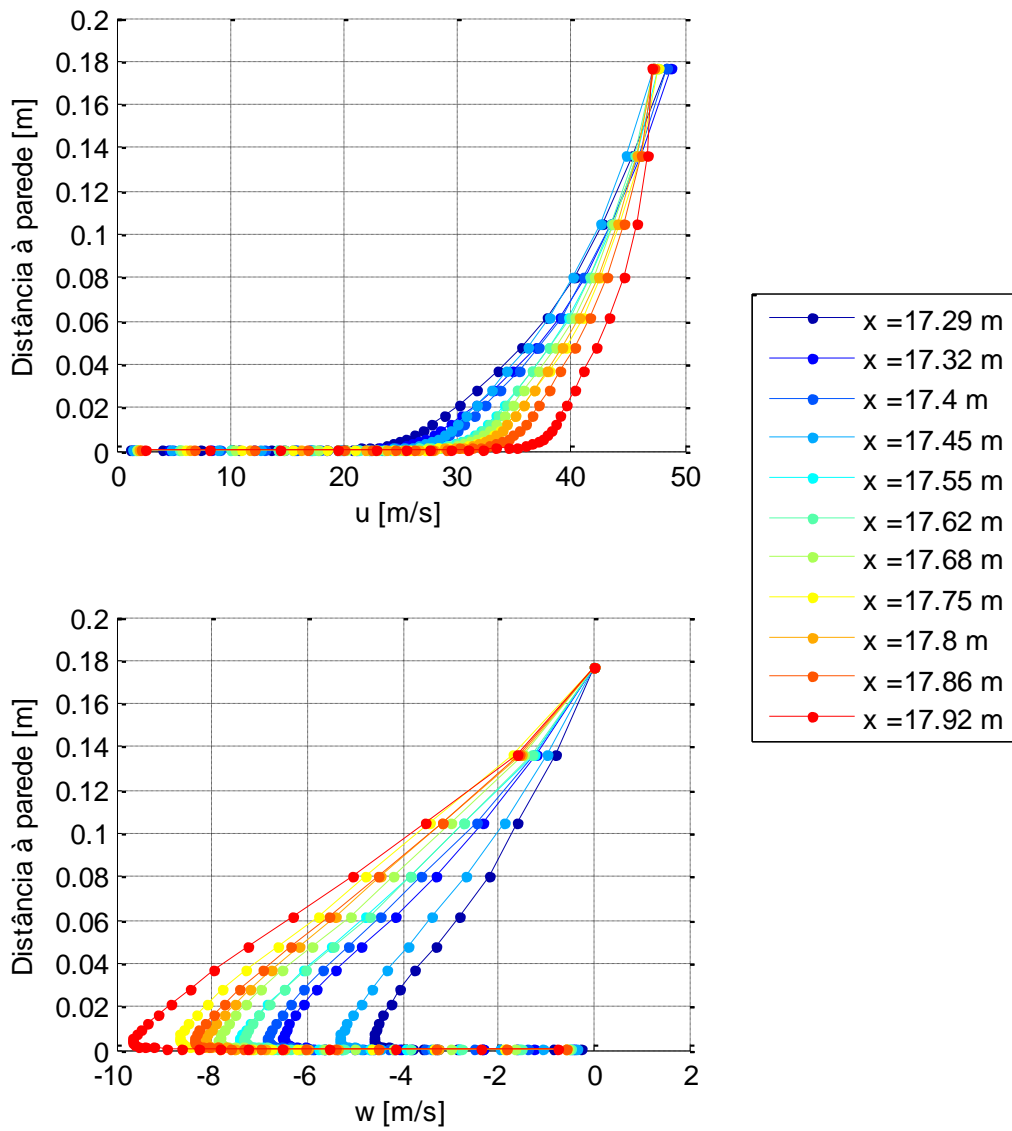 0.2
0.18
0.16
0.14
0.12
0.1
0.08
0.06
0.04
0.02
0
Distância à parede [m]
0 10 20 30 40 50
u [m/s]
x =17.29 m
x =17.32 m
x =17.4 m
x =17.45 m
x =17.55 m
x =17.62 m
x =17.68 m
x =17.75 m
x =17.8 m
x =17.86 m
x =17.92 m
0.2
0.18
0.16
0.14
0.12
0.1
0.08
0.06
0.04
0.02
0
Distância à parede [m]
-10 -8 -6 -4 -2 0 2
w [m/s]